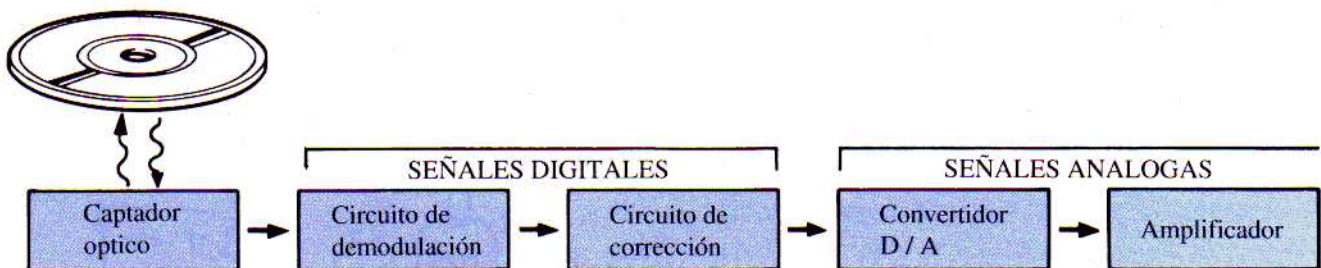 SEÑALES DIGITALES
SEÑALES ANALOGAS
Captador
optico
Circuito de
demodulación
Circuito de
corrección
Convertidor
D / A
Amplificador